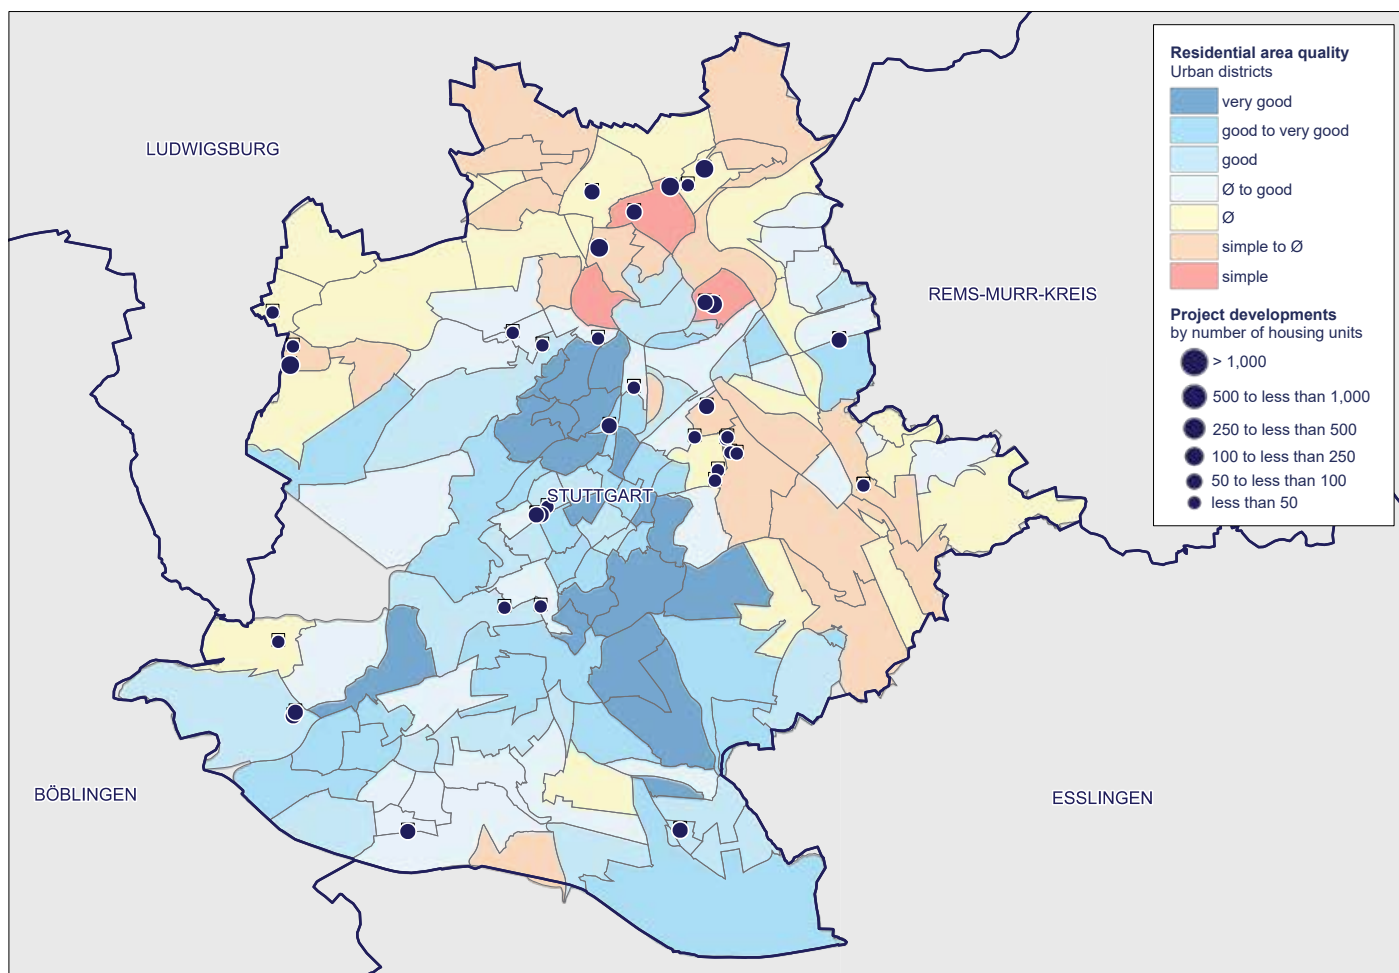 Residential area quality
Urban districts
very good
good to very good
good
Ø to good
Ø
simple to Ø
simple
Project developments
by number of housing units
> 1,000
500 to less than 1,000
250 to less than 500
100 to less than 250
50 to less than 100
less than 50
LUDWIGSBURG
REMS-MURR-KREIS
STUTTGART
BÖBLINGEN
ESSLINGEN